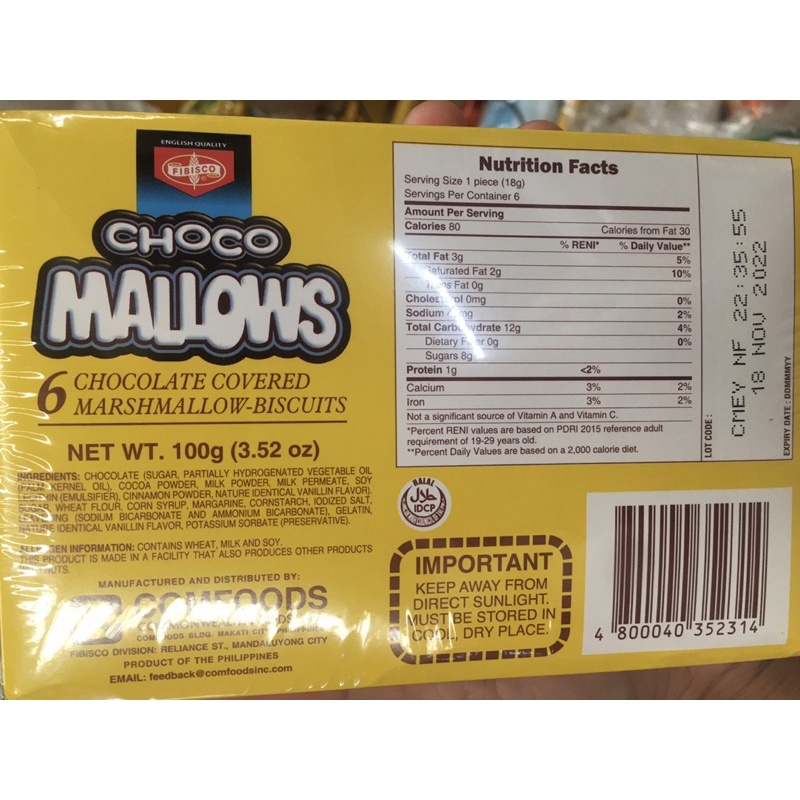 ENGLISH QUALITY
FIBISCO
CHOCO
MALLOWS
6 CHOCOLATE COVERED
MARSHMALLOW-BISCUITS
NET WT. 100g (3.52 oz)
INGREDIENTS: CHOCOLATE (SUGAR, PARTIALLY HYDROGENATED VEGETABLE OIL
KERNEL OIL), COCOA POWDER, MILK POWDER, MILK PERMEATE, SOY
(EMULSIFIER), CINNAMON POWDER, NATURE IDENTICAL VANILLIN FLAVOR).
SUGAR, WHEAT FLOUR, CORN SYRUP, MARGARINE, CORNSTARCH, IODIZED SALT,
(SODIUM BICARBONATE AND AMMONIUM BICARBONATE), GELATIN,
NATURE IDENTICAL VANILLIN FLAVOR, POTASSIUM SORBATE (PRESERVATIVE).
INFORMATION: CONTAINS WHEAT, MILK AND SOY.
THIS PRODUCT IS MADE IN A FACILITY THAT ALSO PRODUCES OTHER PRODUCTS
NUTS.
MANUFACTURED AND DISTRIBUTED BY:
COMFOODS
BLDG. MAKATI CITY
FIBISCO DIVISION: RELIANCE ST., MANDALUYONG CITY
PRODUCT OF THE PHILIPPINES
EMAIL: feedback@comfoodsinc.com
Nutrition Facts
Serving Size 1 piece (18g)
Servings Per Container 6
Amount Per Serving
Calories 80 Calories from Fat 30
% RENI* % Daily Value**
Total Fat 3g 5%
Saturated Fat 2g 10%
Fat 0g
0mg 0%
Sodium 2%
Total 12g 4%
Dietary 0g 0%
Sugars 8g
Protein 1g <2%
Calcium 3% 2%
Iron 3% 2%
Not a significant source of Vitamin A and Vitamin C.
*Percent RENI values are based on PDRI 2015 reference adult
requirement of 19-29 years old.
**Percent Daily Values are based on a 2,000 calorie diet.
HALAL
حلال
IDCP
IMPORTANT
KEEP AWAY FROM
DIRECT SUNLIGHT.
MUST BE STORED IN
COOL, DRY PLACE.
LOT CODE :
CMEY NF 22:35:55
18 NOV 2022
EXPIRY DATE : DDMMMYY
4 800040 352314